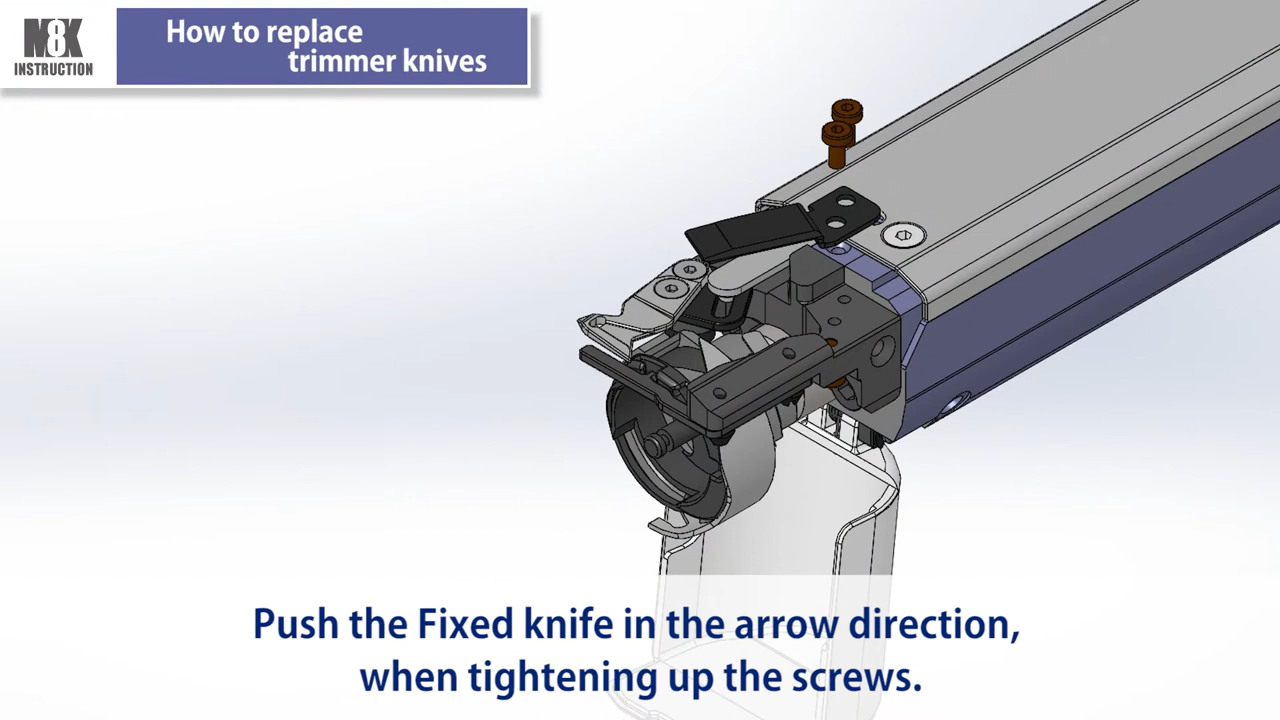 M8K
INSTRUCTION
How to replace
trimmer knives
Push the Fixed knife in the arrow direction,
when tightening up the screws.